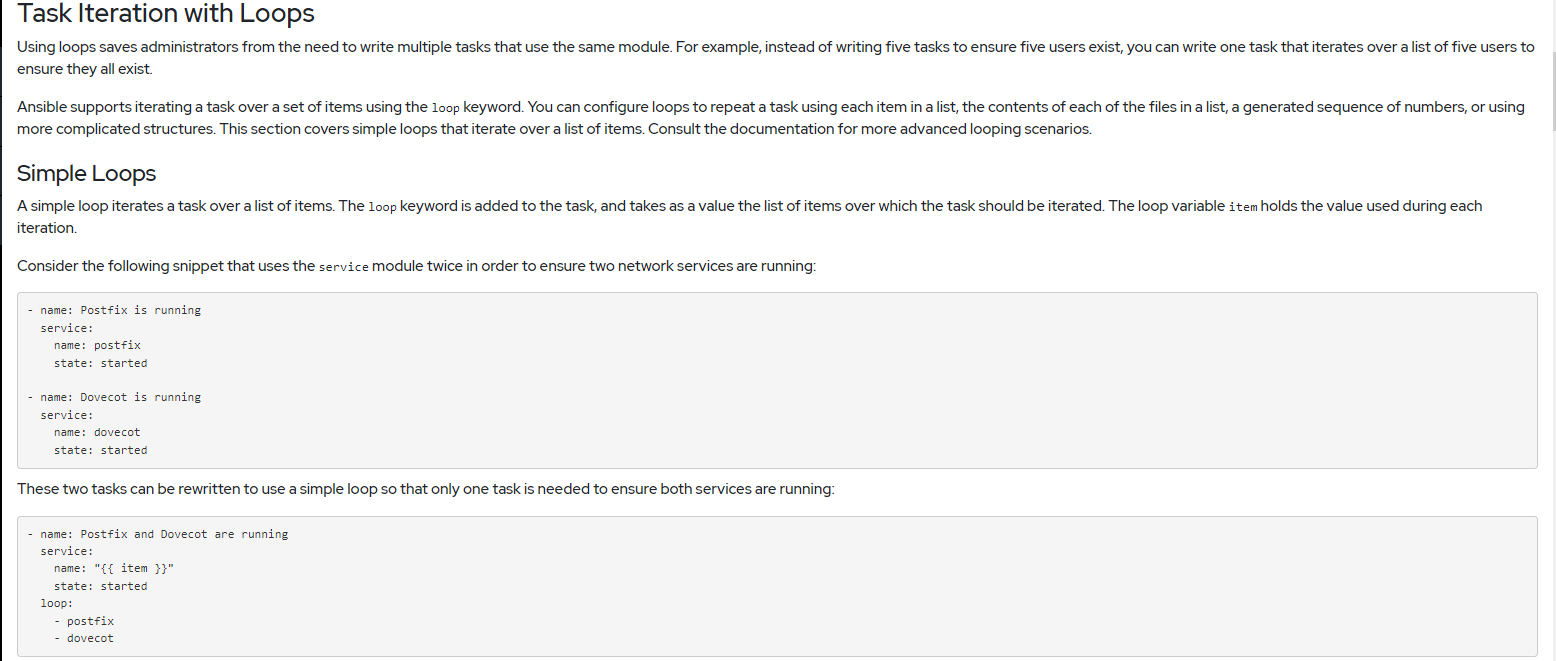 Task Iteration with Loops
Using loops saves administrators from the need to write multiple tasks that use the same module. For example, instead of writing five tasks to ensure five users exist, you can write one task that iterates over a list of five users to
ensure they all exist.
Ansible supports iterating a task over a set of items using the loop keyword. You can configure loops to repeat a task using each item in a list, the contents of each of the files in a list, a generated sequence of numbers, or using
more complicated structures. This section covers simple loops that iterate over a list of items. Consult the documentation for more advanced looping scenarios.
Simple Loops
A simple loop iterates a task over a list of items. The loop keyword is added to the task, and takes as a value the list of items over which the task should be iterated. The loop variable item holds the value used during each
iteration.
Consider the following snippet that uses the service module twice in order to ensure two network services are running:
- name: Postfix is running
  service:
    name: postfix
    state: started
- name: Dovecot is running
  service:
    name: dovecot
    state: started
These two tasks can be rewritten to use a simple loop so that only one task is needed to ensure both services are running:
- name: Postfix and Dovecot are running
  service:
    name: "{{ item }}"
    state: started
  loop:
    - postfix
    - dovecot